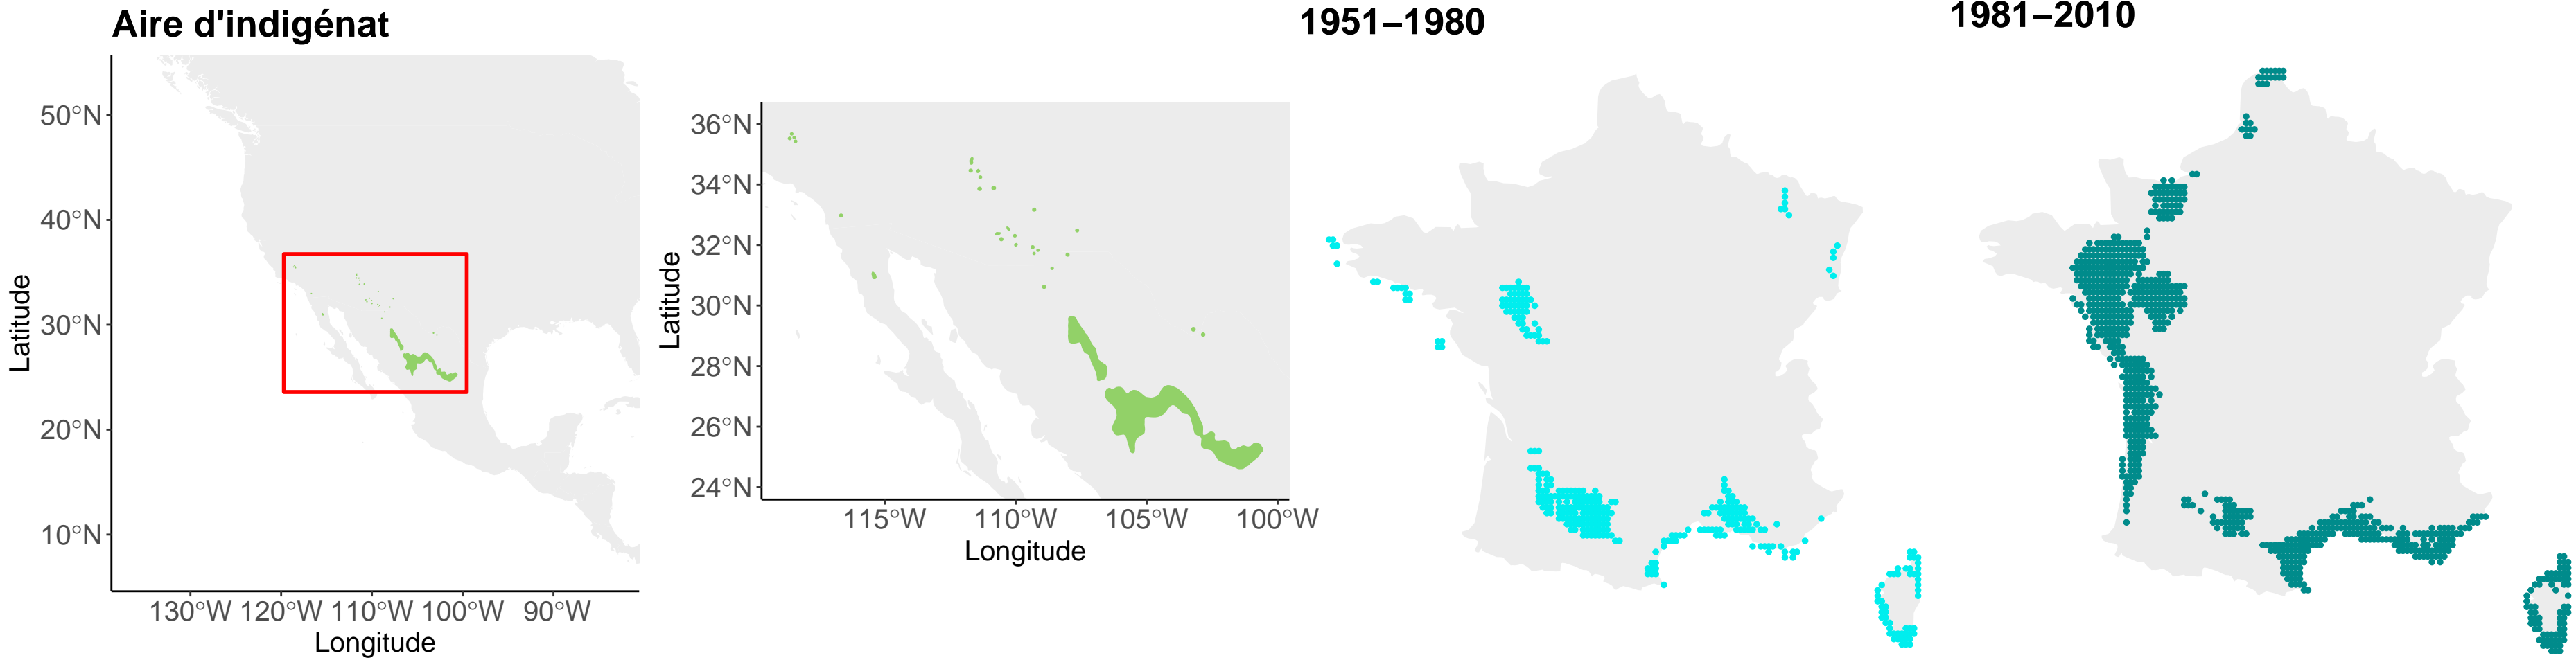 Aire d'indigénat
1951–1980
1981–2010
50°N
40°N
30°N
20°N
10°N
Latitude
130°W 120°W 110°W 100°W 90°W
Longitude
36°N
34°N
32°N
30°N
28°N
26°N
24°N
Latitude
115°W 110°W 105°W 100°W
Longitude